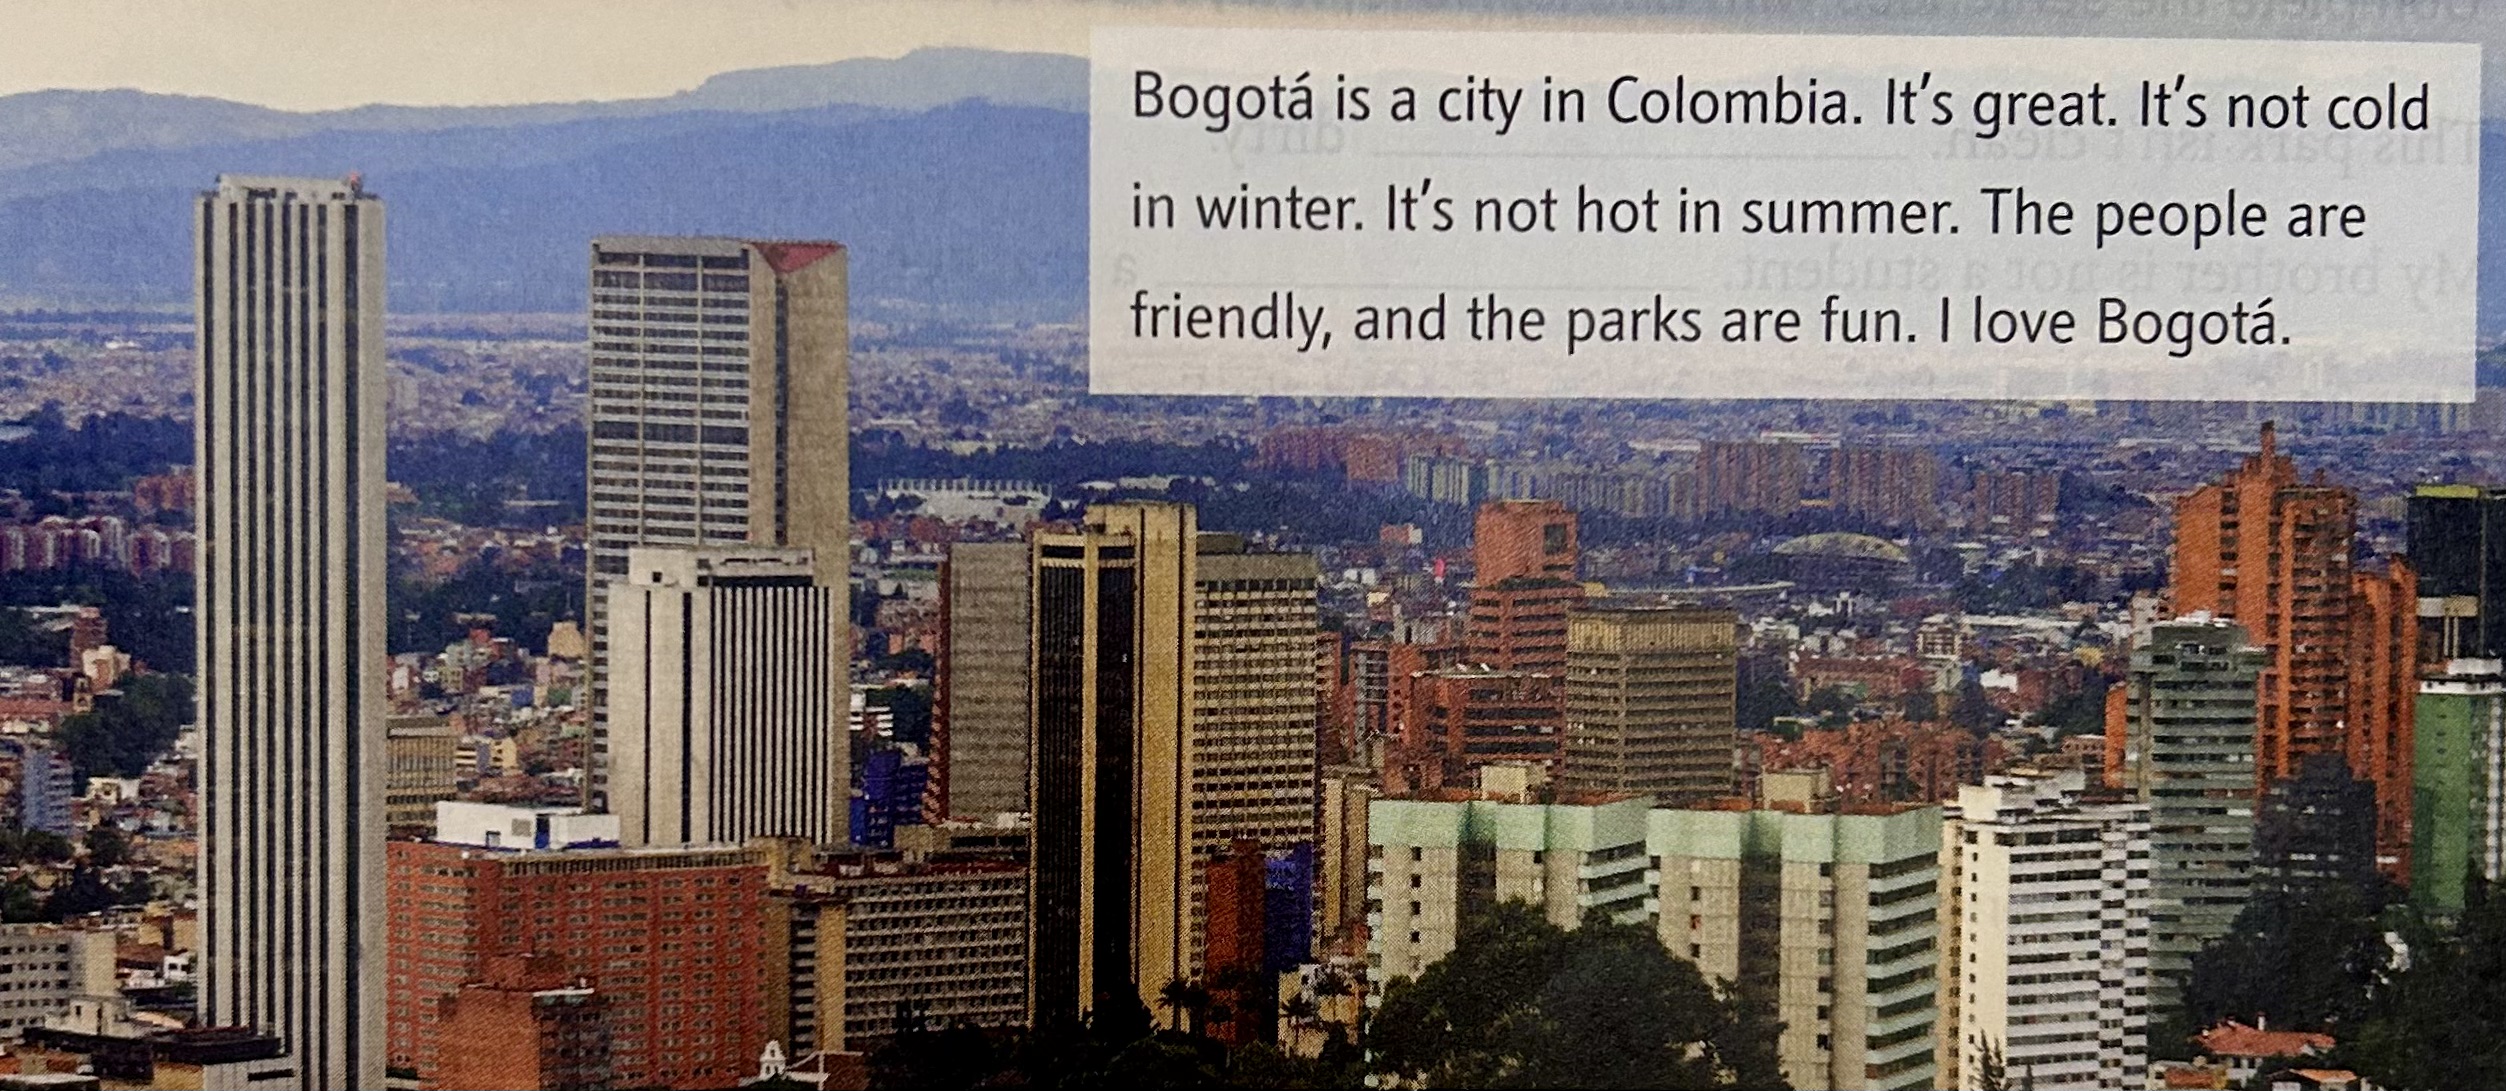 Bogotá is a city in Colombia. It's great. It's not cold
in winter. It's not hot in summer. The people are
friendly, and the parks are fun. I love Bogotá.